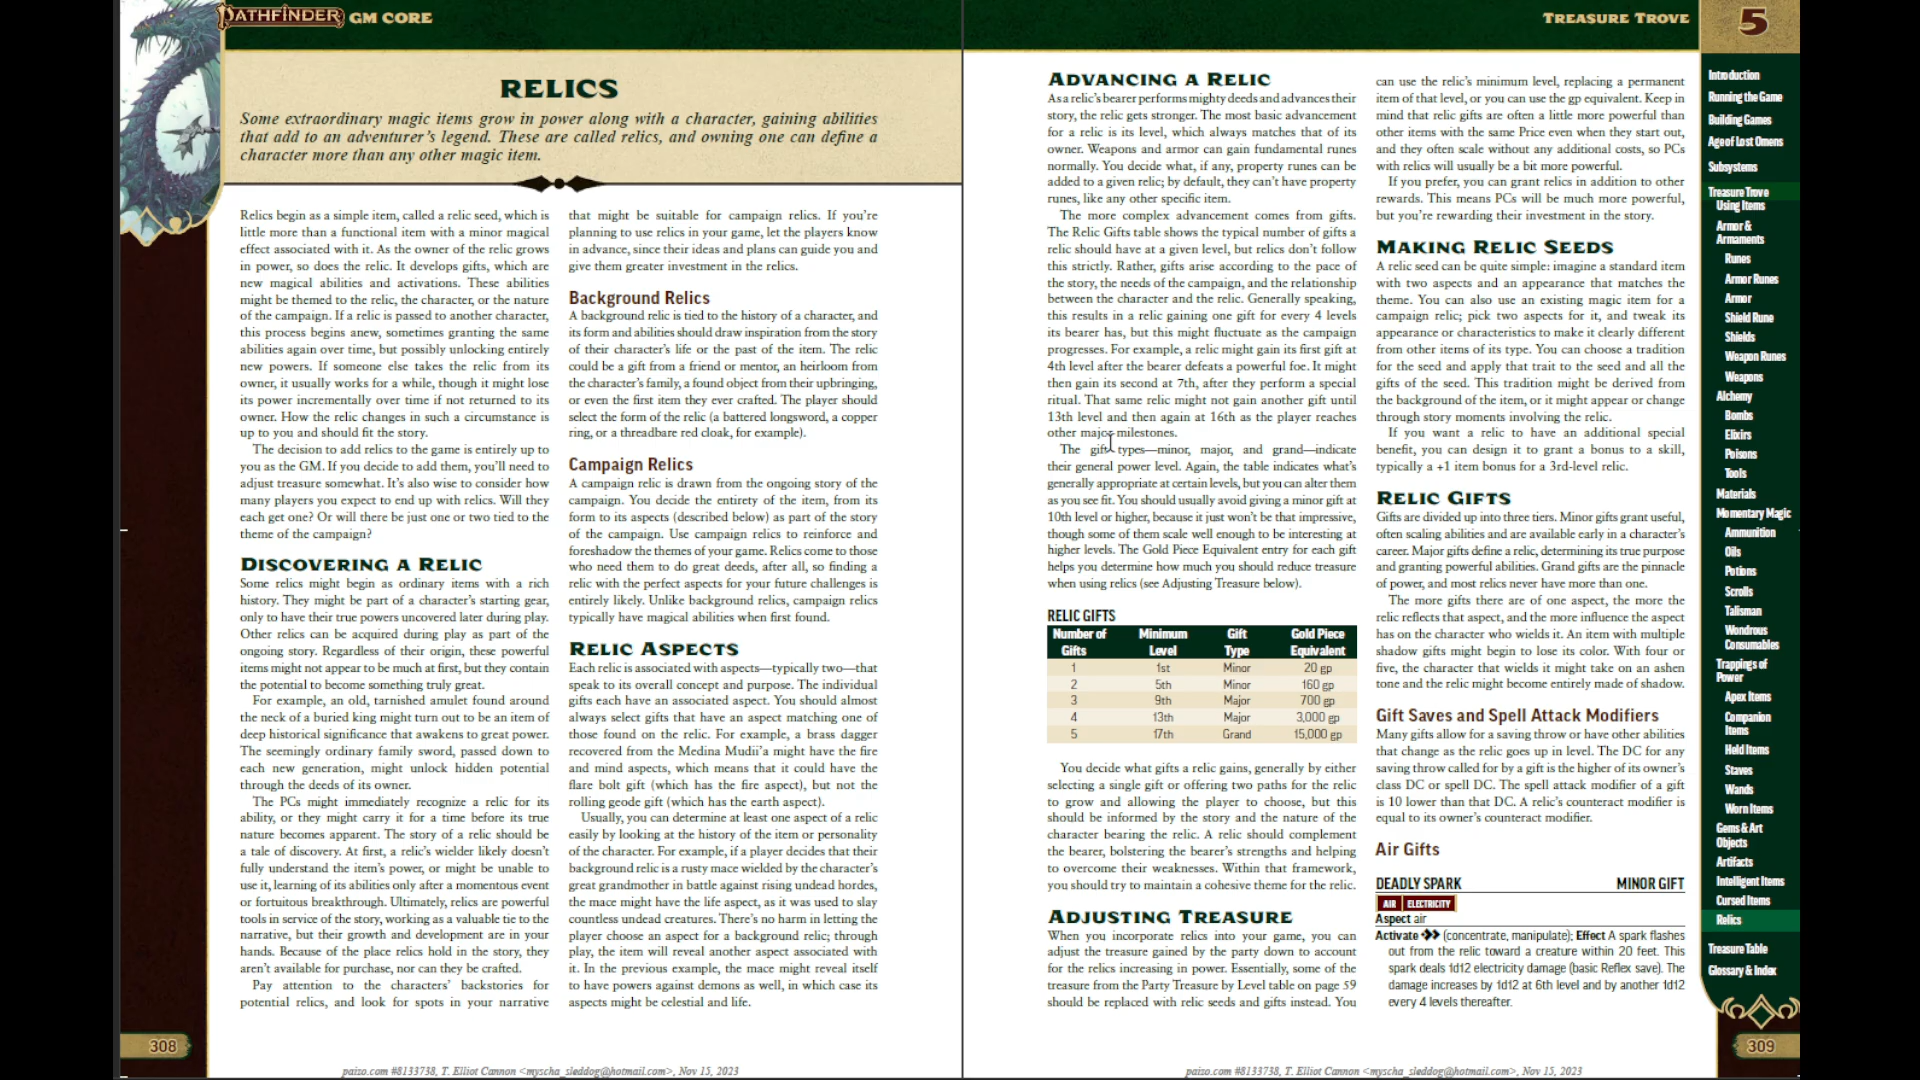 PATHFINDER GM CORE
RELICS
Some extraordinary magic items grow in power along with a character, gaining abilities
that add to an adventurer's legend. These are called relics, and owning one can define a
character more than any other magic item.
Relics begin as a simple item, called a relic seed, which is
little more than a functional item with a minor magical
effect associated with it. As the owner of the relic grows
in power, so does the relic. It develops gifts, which are
new magical abilities and activations. These abilities
might be themed to the relic, the character, or the nature
of the campaign. If a relic is passed to another character,
this process begins anew, sometimes granting the same
abilities again over time, but possibly unlocking entirely
new powers. If someone else takes the relic from its
owner, it usually works for a while, though it might lose
its power incrementally over time if not returned to its
owner. How the relic changes in such a circumstance is
up to you and should fit the story.
The decision to add relics to the game is entirely up to
you as the GM. If you decide to add them, you'll need to
adjust treasure somewhat. It's also wise to consider how
many players you expect to end up with relics. Will they
each get one? Or will there be just one or two tied to the
theme of the campaign?
DISCOVERING A RELIC
Some relics might begin as ordinary items with a rich
history. They might be part of a character's starting gear,
only to have their true powers uncovered later during play.
Other relics can be acquired during play as part of the
ongoing story. Regardless of their origin, these powerful
items might not appear to be much at first, but they contain
the potential to become something truly great.
For example, an old, tarnished amulet found around
the neck of a buried king might turn out to be an item of
deep historical significance that awakens to great power.
The seemingly ordinary family sword, passed down to
each new generation, might unlock hidden potential
through the deeds of its owner.
The PCs might immediately recognize a relic for its
ability, or they might carry it for a time before its true
nature becomes apparent. The story of a relic should be
a tale of discovery. At first, a relic's wielder likely doesn't
fully understand the item's power, or might be unable to
use it, learning of its abilities only after a momentous event
or fortuitous breakthrough. Ultimately, relics are powerful
tools in service of the story, working as a valuable tie to the
narrative, but their growth and development are in your
hands. Because of the place relics hold in the story, they
aren't available for purchase, nor can they be crafted.
Pay attention to the characters' backstories for
potential relics, and look for spots in your narrative
that might be suitable for campaign relics. If you're
planning to use relics in your game, let the players know
in advance, since their ideas and plans can guide you and
give them greater investment in the relics.
Background Relics
A background relic is tied to the history of a character, and
its form and abilities should draw inspiration from the story
of their character's life or the past of the item. The relic
could be a gift from a friend or mentor, an heirloom from
the character's family, a found object from their upbringing,
or even the first item they ever crafted. The player should
select the form of the relic (a battered longsword, a copper
ring, or a threadbare red cloak, for example).
Campaign Relics
A campaign relic is drawn from the ongoing story of the
campaign. You decide the entirety of the item, from its
form to its aspects (described below) as part of the story
of the campaign. Use campaign relics to reinforce and
foreshadow the themes of your game. Relics come to those
who need them to do great deeds, after all, so finding a
relic with the perfect aspects for your future challenges is
entirely likely. Unlike background relics, campaign relics
typically have magical abilities when first found.
RELIC ASPECTS
Each relic is associated with aspects—typically two—that
speak to its overall concept and purpose. The individual
gifts each have an associated aspect. You should almost
always select gifts that have an aspect matching one of
those found on the relic. For example, a brass dagger
recovered from the Medina Mudii'a might have the fire
and mind aspects, which means that it could have the
flare bolt gift (which has the fire aspect), but not the
rolling geode gift (which has the earth aspect).
Usually, you can determine at least one aspect of a relic
easily by looking at the history of the item or personality
of the character. For example, if a player decides that their
background relic is a rusty mace wielded by the character's
great grandmother in battle against rising undead hordes,
the mace might have the life aspect, as it was used to slay
countless undead creatures. There's no harm in letting the
player choose an aspect for a background relic; through
play, the item will reveal another aspect associated with
it. In the previous example, the mace might reveal itself
to have powers against demons as well, in which case its
aspects might be celestial and life.
308
paizo.com #8133738, T. Elliot Cannon <myscha_sleddog@hotmail.com>, Nov 15, 2023
TREASURE TROVE
5
ADVANCING A RELIC
As a relic's bearer performs mighty deeds and advances their
story, the relic gets stronger. The most basic advancement
for a relic is its level, which always matches that of its
owner. Weapons and armor can gain fundamental runes
normally. You decide what, if any, property runes can be
added to a given relic; by default, they can't have property
runes, like any other specific item.
The more complex advancement comes from gifts.
The Relic Gifts table shows the typical number of gifts a
relic should have at a given level, but relics don't follow
this strictly. Rather, gifts arise according to the pace of
the story, the needs of the campaign, and the relationship
between the character and the relic. Generally speaking,
this results in a relic gaining one gift for every 4 levels
its bearer has, but this might fluctuate as the campaign
progresses. For example, a relic might gain its first gift at
4th level after the bearer defeats a powerful foe. It might
then gain its second at 7th, after they perform a special
ritual. That same relic might not gain another gift until
13th level and then again at 16th as the player reaches
other major milestones.
The gift types—minor, major, and grand—indicate
their general power level. Again, the table indicates what's
generally appropriate at certain levels, but you can alter them
as you see fit. You should usually avoid giving a minor gift at
10th level or higher, because it just won't be that impressive,
though some of them scale well enough to be interesting at
higher levels. The Gold Piece Equivalent entry for each gift
helps you determine how much you should reduce treasure
when using relics (see Adjusting Treasure below).
RELIC GIFTS
Number of Gifts Minimum Level Gift Type Gold Piece Equivalent
1 1st Minor 20 gp
2 5th Minor 160 gp
3 9th Major 700 gp
4 13th Major 3,000 gp
5 17th Grand 15,000 gp
You decide what gifts a relic gains, generally by either
selecting a single gift or offering two paths for the relic
to grow and allowing the player to choose, but this
should be informed by the story and the nature of the
character bearing the relic. A relic should complement
the bearer, bolstering the bearer's strengths and helping
to overcome their weaknesses. Within that framework,
you should try to maintain a cohesive theme for the relic.
ADJUSTING TREASURE
When you incorporate relics into your game, you can
adjust the treasure gained by the party down to account
for the relics increasing in power. Essentially, some of the
treasure from the Party Treasure by Level table on page 59
should be replaced with relic seeds and gifts instead. You
can use the relic's minimum level, replacing a permanent
item of that level, or you can use the gp equivalent. Keep in
mind that relic gifts are often a little more powerful than
other items with the same Price even when they start out,
and they often scale without any additional costs, so PCs
with relics will usually be a bit more powerful.
If you prefer, you can grant relics in addition to other
rewards. This means PCs will be much more powerful,
but you're rewarding their investment in the story.
MAKING RELIC SEEDS
A relic seed can be quite simple: imagine a standard item
with two aspects and an appearance that matches the
theme. You can also use an existing magic item for a
campaign relic; pick two aspects for it, and tweak its
appearance or characteristics to make it clearly different
from other items of its type. You can choose a tradition
for the seed and apply that trait to the seed and all the
gifts of the seed. This tradition might be derived from
the background of the item, or it might appear or change
through story moments involving the relic.
If you want a relic to have an additional special
benefit, you can design it to grant a bonus to a skill,
typically a +1 item bonus for a 3rd-level relic.
RELIC GIFTS
Gifts are divided up into three tiers. Minor gifts grant useful,
often scaling abilities and are available early in a character's
career. Major gifts define a relic, determining its true purpose
and granting powerful abilities. Grand gifts are the pinnacle
of power, and most relics never have more than one.
The more gifts there are of one aspect, the more the
relic reflects that aspect, and the more influence the aspect
has on the character who wields it. An item with multiple
shadow gifts might begin to lose its color. With four or
five, the character that wields it might take on an ashen
tone and the relic might become entirely made of shadow.
Gift Saves and Spell Attack Modifiers
Many gifts allow for a saving throw or have other abilities
that change as the relic goes up in level. The DC for any
saving throw called for by a gift is the higher of its owner's
class DC or spell DC. The spell attack modifier of a gift
is 10 lower than that DC. A relic's counteract modifier is
equal to its owner's counteract modifier.
Air Gifts
DEADLY SPARK MINOR GIFT
AIR ELECTRICITY
Aspect air
Activate (concentrate, manipulate); Effect A spark flashes
out from the relic toward a creature within 20 feet. This
spark deals 1d12 electricity damage (basic Reflex save). The
damage increases by 1d12 at 6th level and by another 1d12
every 4 levels thereafter.
Introduction
Running the Game
Building Games
Age of Lost Omens
Subsystems
Treasure Trove
Using Items
Armor &
Armaments
Runes
Armor Runes
Armor
Shield Rune
Shields
Weapon Runes
Weapons
Alchemy
Bombs
Elixirs
Poisons
Tools
Materials
Momentary Magic
Ammunition
Oils
Potions
Scrolls
Talisman
Wondrous
Consumables
Trappings of
Power
Apex Items
Companion
Items
Held Items
Staves
Wands
Worn Items
Gems & Art
Objects
Artifacts
Intelligent Items
Cursed Items
Relics
Treasure Table
Glossary & Index
309
paizo.com #8133738, T. Elliot Cannon <myscha_sleddog@hotmail.com>, Nov 15, 2023